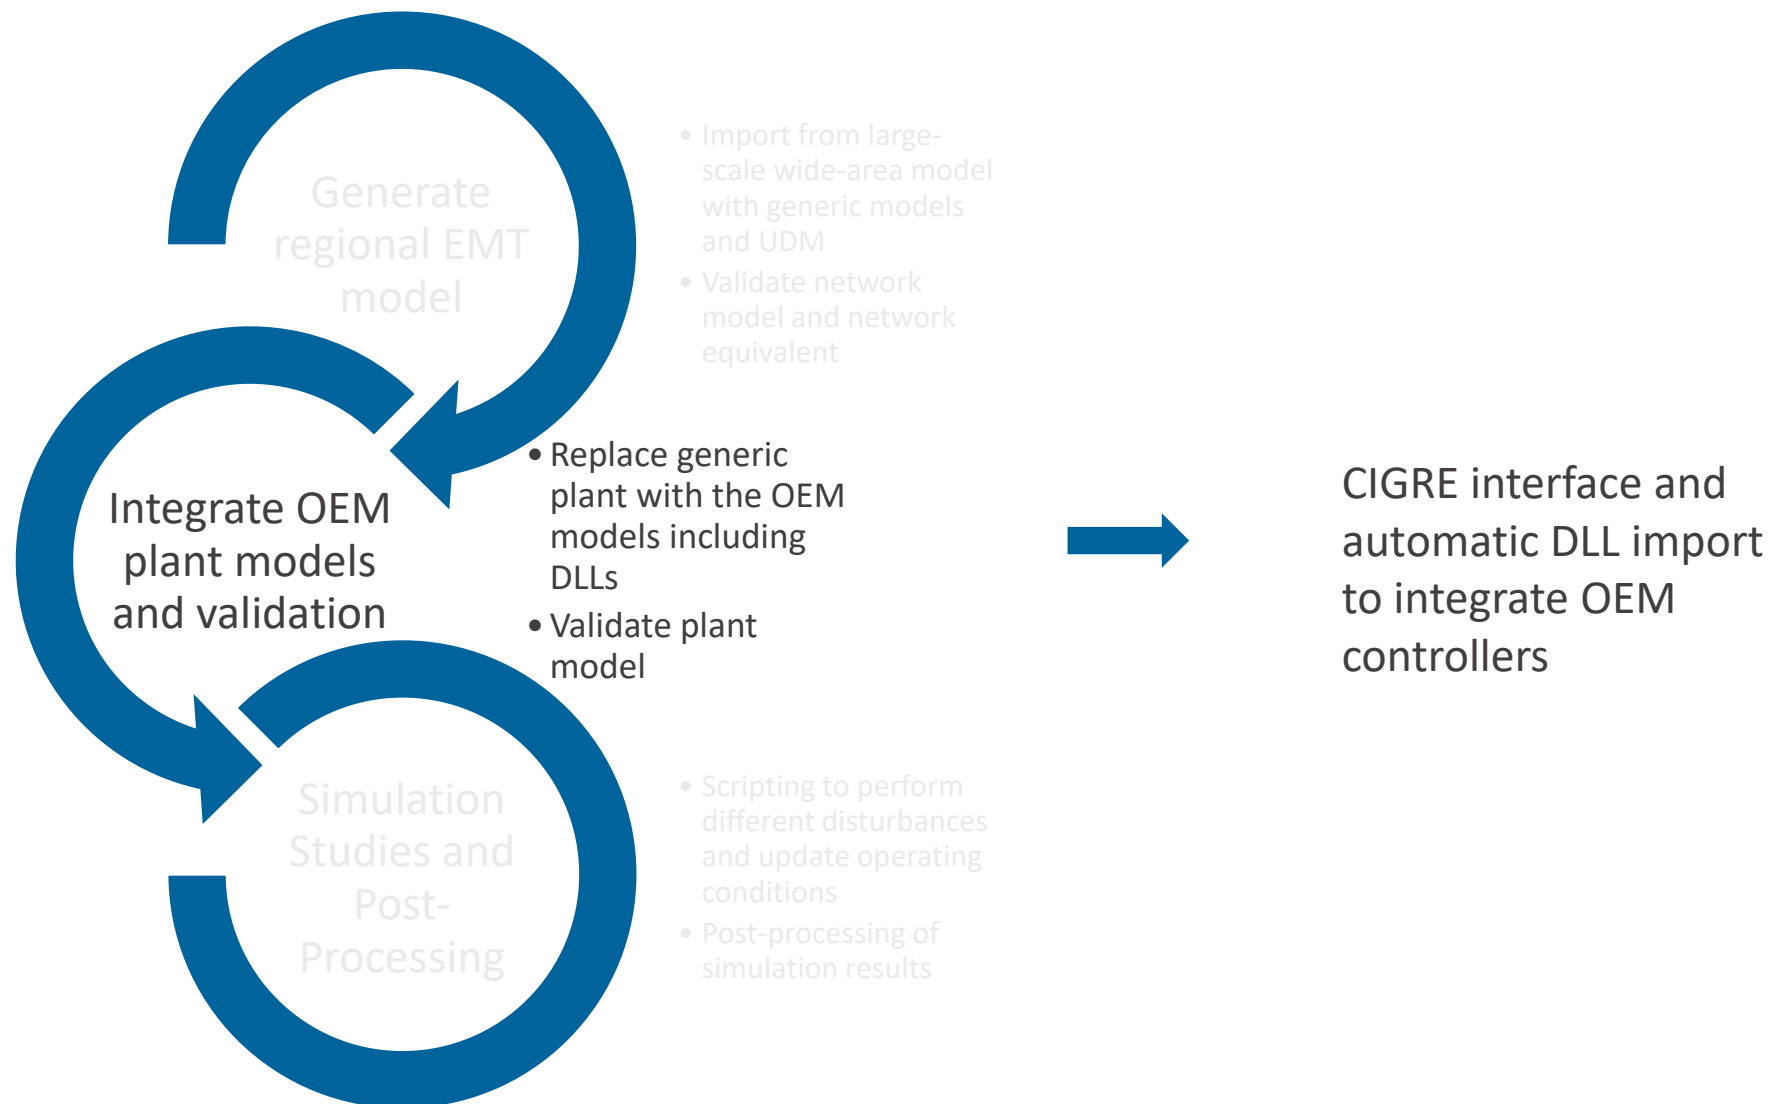 Generate
regional EMT
model
• Import from large-
scale wide-area model
with generic models
and UDM
• Validate network
model and network
equivalent
Integrate OEM
plant models
and validation
• Replace generic
plant with the OEM
models including
DLLs
• Validate plant
model
CIGRE interface and
automatic DLL import
to integrate OEM
controllers
Simulation
Studies and
Post-
Processing
• Scripting to perform
different disturbances
and update operating
conditions
• Post-processing of
simulation results